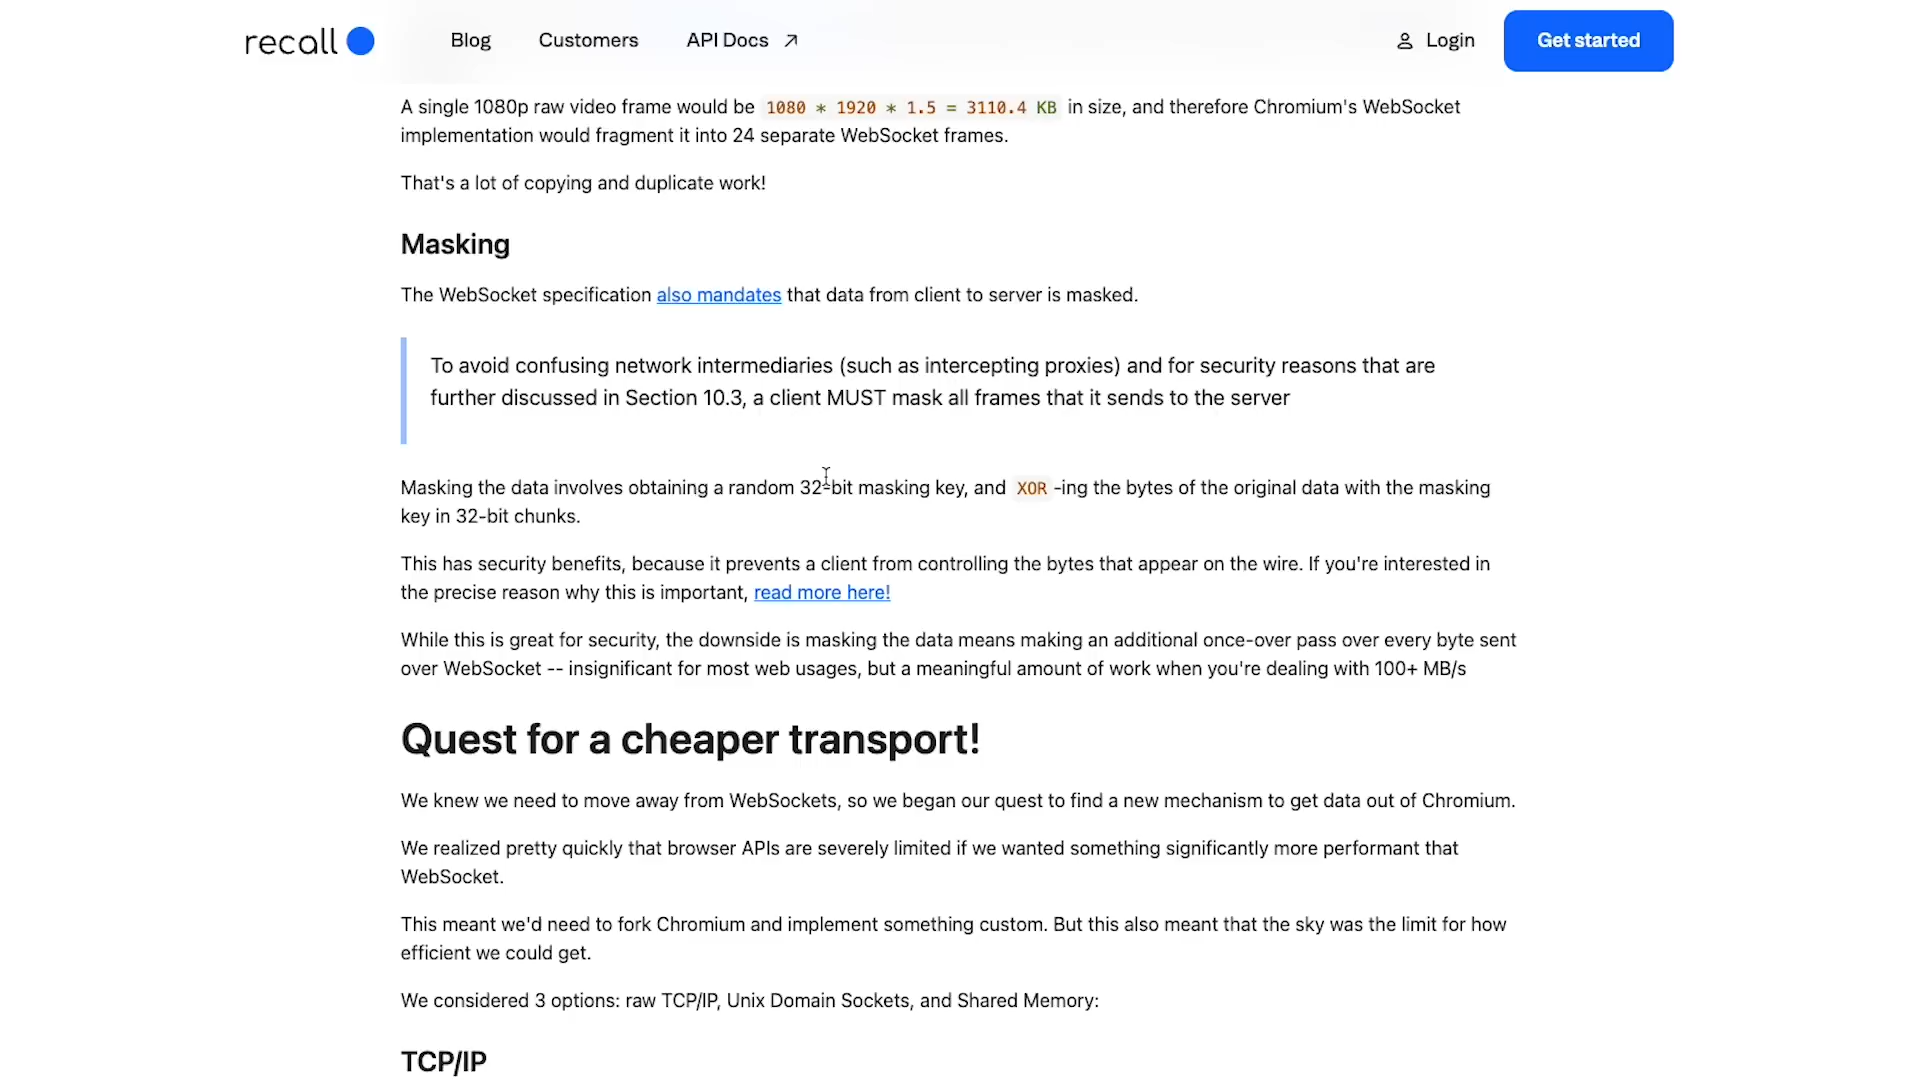 recall
Blog
Customers
API Docs
Login
Get started
A single 1080p raw video frame would be 1080 * 1920 * 1.5 = 3110.4 KB in size, and therefore Chromium's WebSocket
implementation would fragment it into 24 separate WebSocket frames.
That's a lot of copying and duplicate work!
Masking
The WebSocket specification also mandates that data from client to server is masked.
To avoid confusing network intermediaries (such as intercepting proxies) and for security reasons that are
further discussed in Section 10.3, a client MUST mask all frames that it sends to the server
Masking the data involves obtaining a random 32-bit masking key, and XOR -ing the bytes of the original data with the masking
key in 32-bit chunks.
This has security benefits, because it prevents a client from controlling the bytes that appear on the wire. If you're interested in
the precise reason why this is important, read more here!
While this is great for security, the downside is masking the data means making an additional once-over pass over every byte sent
over WebSocket -- insignificant for most web usages, but a meaningful amount of work when you're dealing with 100+ MB/s
Quest for a cheaper transport!
We knew we need to move away from WebSockets, so we began our quest to find a new mechanism to get data out of Chromium.
We realized pretty quickly that browser APIs are severely limited if we wanted something significantly more performant that
WebSocket.
This meant we'd need to fork Chromium and implement something custom. But this also meant that the sky was the limit for how
efficient we could get.
We considered 3 options: raw TCP/IP, Unix Domain Sockets, and Shared Memory:
TCP/IP